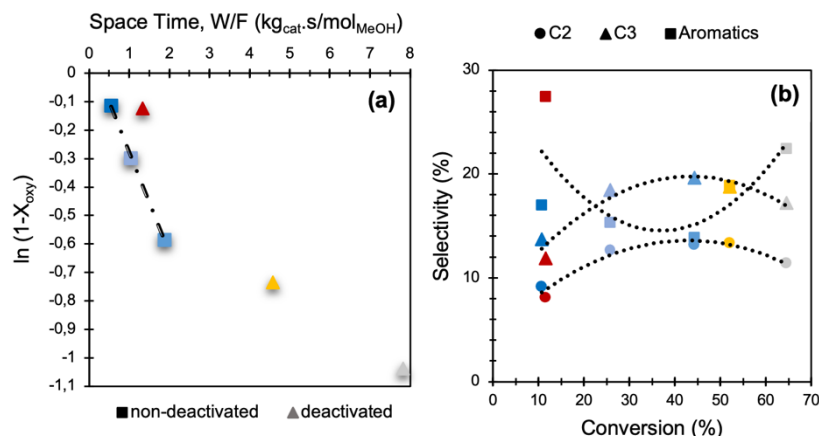 Space Time, W/F (kgcat.s/molMeOH)
0 1 2 3 4 5 6 7 8
(a)
0
-0,1
-0,2
-0,3
-0,4
-0,5
-0,6
-0,7
-0,8
-0,9
-1
-1,1
ln (1-Xoxy)
non-deactivated deactivated
C2 C3 Aromatics
(b)
30
20
10
0
Selectivity (%)
0 10 20 30 40 50 60 70
Conversion (%)